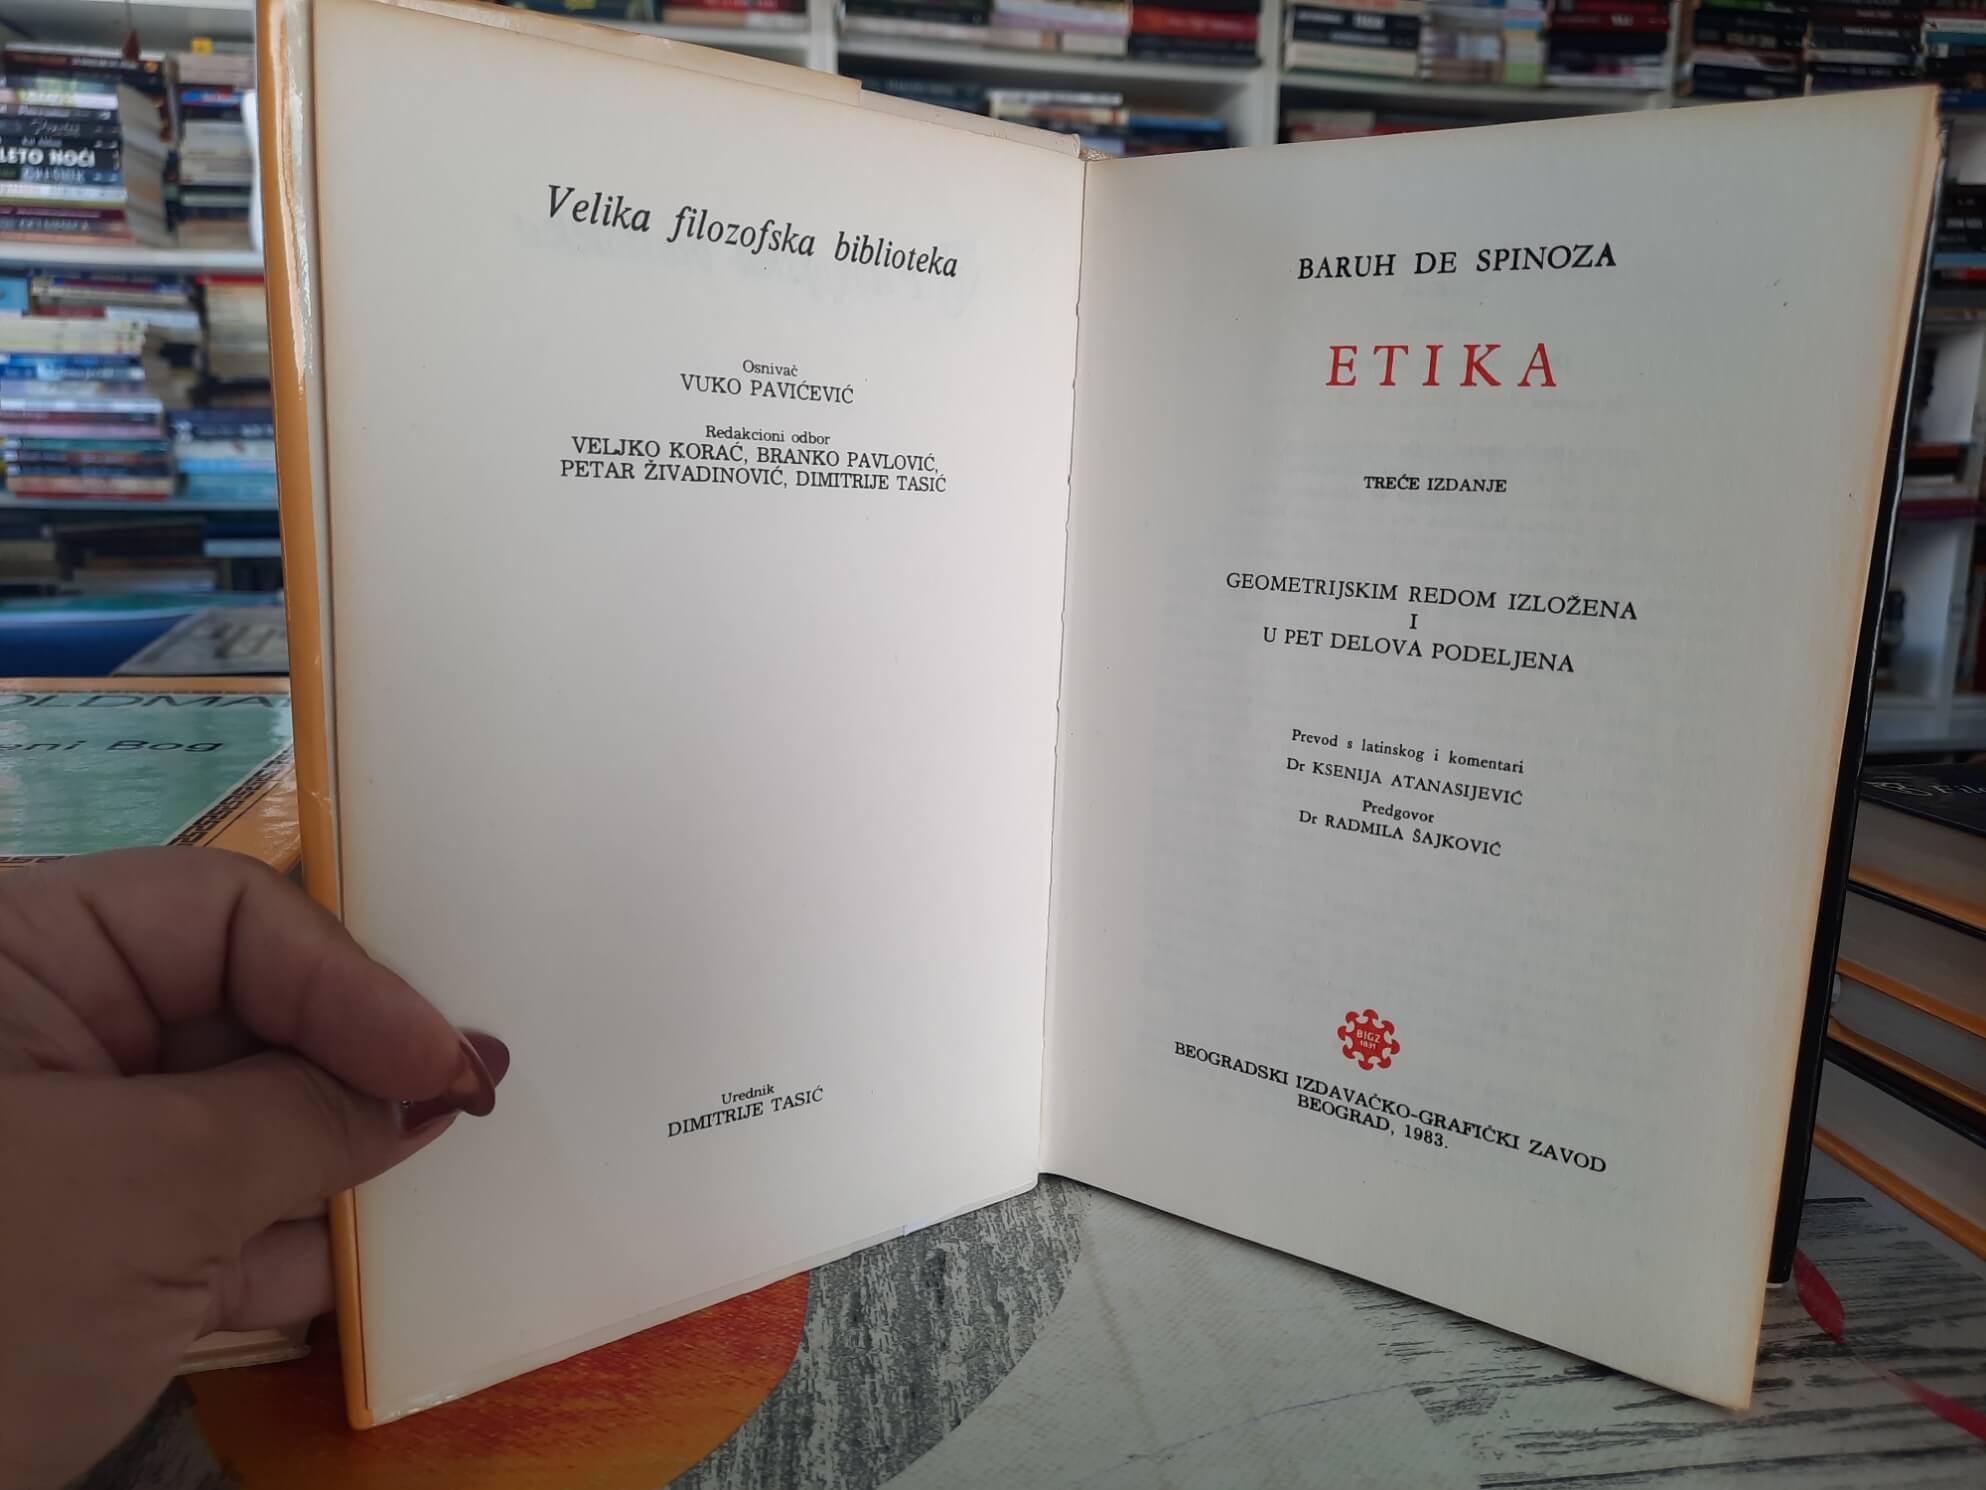 Velika filozofska biblioteka
Osnivač
VUKO PAVIĆEVIĆ
Redakcioni odbor
VELJKO KORAĆ, BRANKO PAVLOVIĆ,
PETAR ŽIVADINOVIĆ, DIMITRIJE TASIĆ
Urednik
DIMITRIJE TASIĆ
BARUH DE SPINOZA
ETIKA
TREĆE IZDANJE
GEOMETRIJSKIM REDOM IZLOŽENA
I
U PET DELOVA PODELJENA
Prevod s latinskog i komentari
Dr KSENIJA ATANASIJEVIĆ
Predgovor
Dr RADMILA ŠAJKOVIĆ
BIGZ
1831
BEOGRADSKI IZDAVAČKO-GRAFIČKI ZAVOD
BEOGRAD, 1983.
LETO NOĆI
Bog